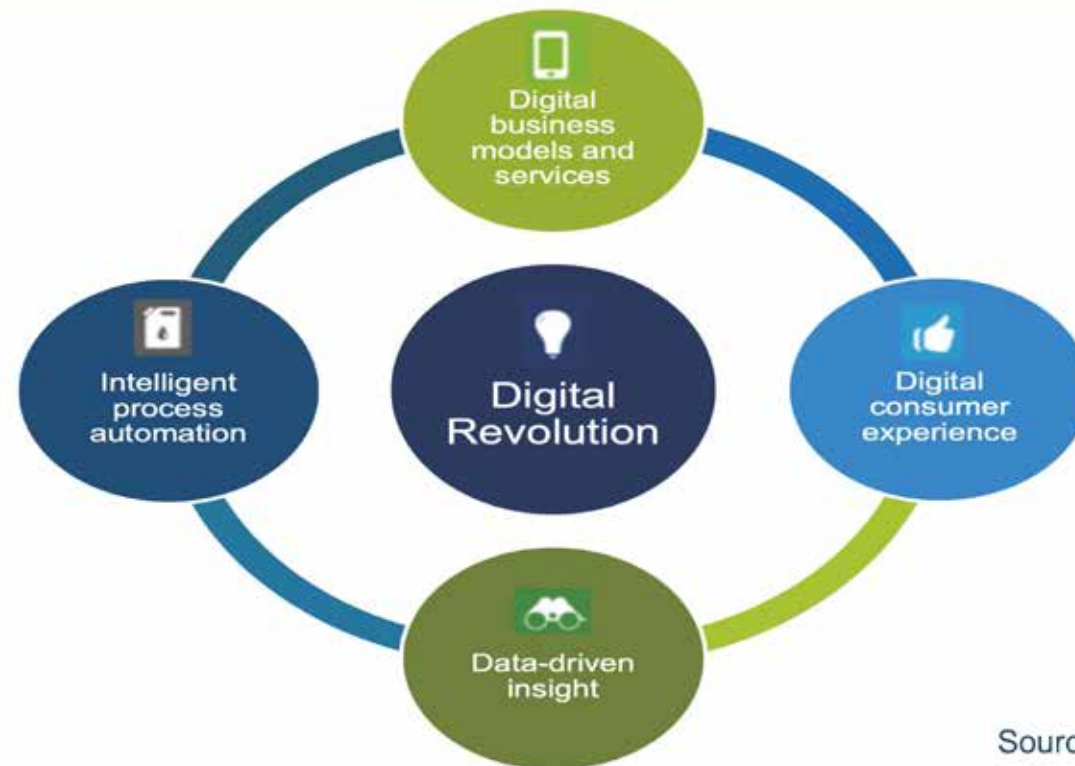 Digital
business
models and
services
Intelligent
process
automation
Digital
Revolution
Digital
consumer
experience
Data-driven
insight